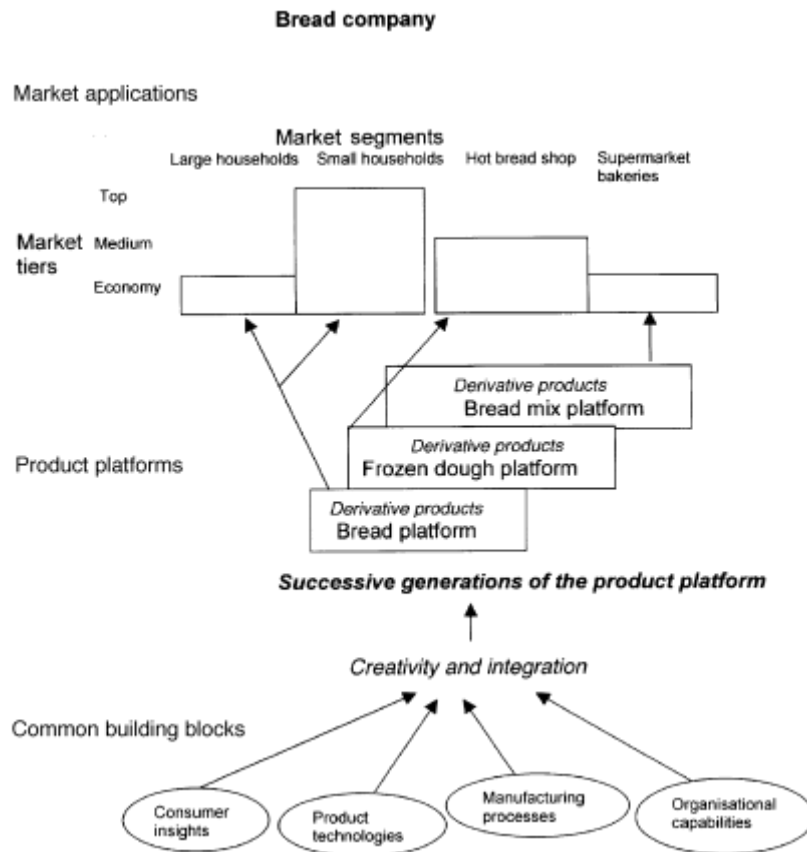 Bread company
Market applications
Market segments
Large households Small households Hot bread shop Supermarket
bakeries
Top
Market
tiers
Medium
Economy
Derivative products
Bread mix platform
Derivative products
Frozen dough platform
Product platforms
Derivative products
Bread platform
Successive generations of the product platform
Creativity and integration
Common building blocks
Consumer
insights
Product
technologies
Manufacturing
processes
Organisational
capabilities